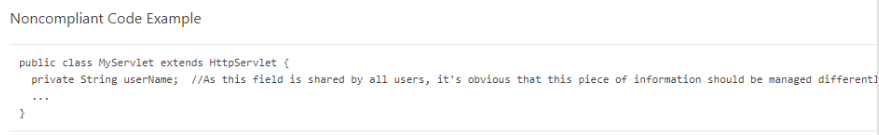 Noncompliant Code Example
public class MyServlet extends HttpServlet {
private String userName;  //As this field is shared by all users, it's obvious that this piece of information should be managed differentl
...
}